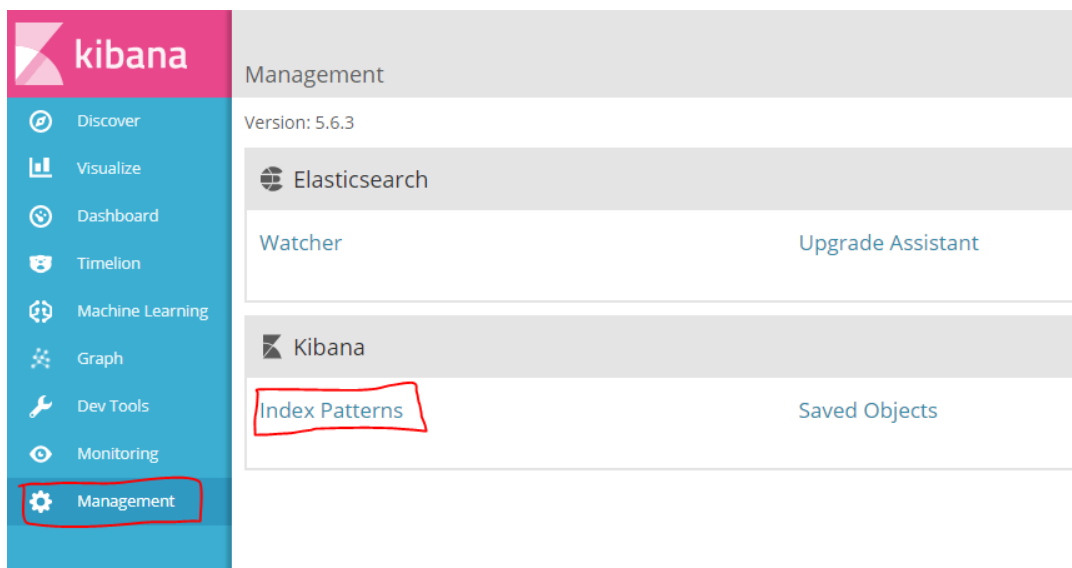 kibana
Discover
Visualize
Dashboard
Timelion
Machine Learning
Graph
Dev Tools
Monitoring
Management
Management
Version: 5.6.3
Elasticsearch
Watcher Upgrade Assistant
Kibana
Index Patterns Saved Objects